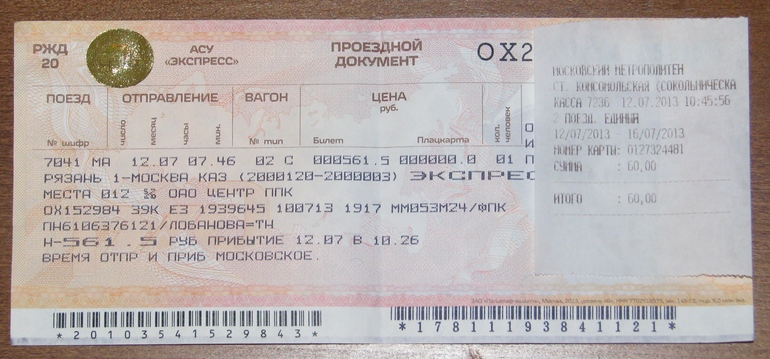 РЖД
20
АСУ
«ЭКСПРЕСС»
ПРОЕЗДНОЙ
ДОКУМЕНТ
ОХ2
ПОЕЗД
ОТПРАВЛЕНИЕ
ВАГОН
ЦЕНА
руб.
№ шифр
число
месяц
часы
мин.
№ тип
Билет
Плацкарта
кол.
человек
7041 МА 12.07 07.46 02 С 000561.5 000000.0 01 П
РЯЗАНЬ 1-МОСКВА КАЗ (2000120-2000003) ЭКСПРЕС
МЕСТА 012 ОАО ЦЕНТР ППК
ОХ152984 39К ЕЗ 1939645 100713 1917 ММ053М24/ФПК
ПН6106376121/ЛОБАНОВА=ТН
Н-561.5 РУБ ПРИБЫТИЕ 12.07 В 10.26
ВРЕМЯ ОТПР И ПРИБ МОСКОВСКОЕ.
*20103541529843*
*17811193841121*
МОСКОВСКИЙ МЕТРОПОЛИТЕН
СТ. КОМСОМОЛЬСКАЯ (СОКОЛЬНИЧЕСКА
КАССА 7236 12.07.2013 10:45:56
2 ПОЕЗД. ЕДИНЫЙ
12/07/2013 - 16/07/2013
НОМЕР КАРТЫ: 0127324481
СУММА : 60,00
ИТОГО : 60,00